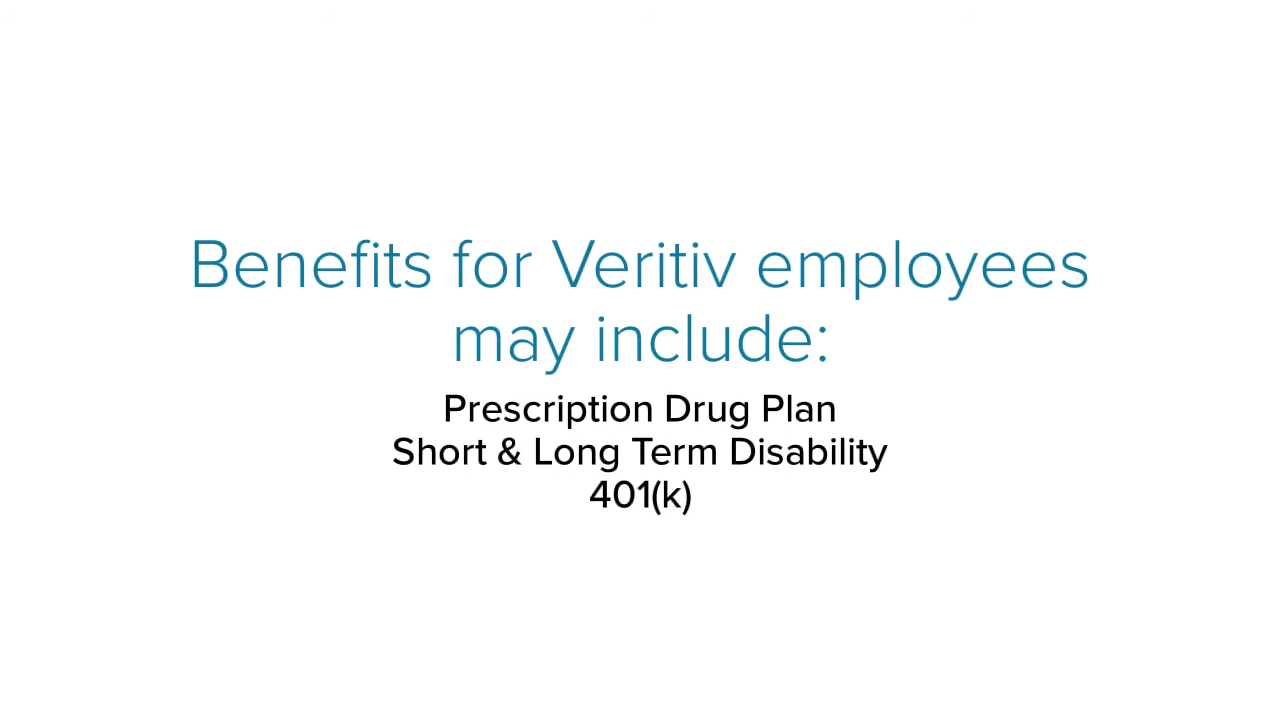 Benefits for Veritiv employees
may include:
Prescription Drug Plan
Short & Long Term Disability
401(k)